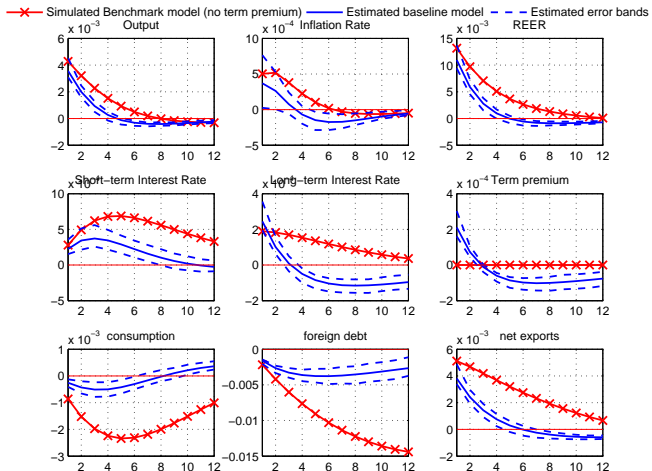 Simulated Benchmark model (no term premium) Estimated baseline model Estimated error bands
Output Inflation Rate REER
x 10⁻³ x 10⁻⁴ x 10⁻³
6 10 15
4 5 10
2 0 5
0 −5 0
−2 −10 −5
2 4 6 8 10 12 2 4 6 8 10 12 2 4 6 8 10 12
Short−term Interest Rate Long−term Interest Rate Term premium
x 10⁻⁴
10 4 4
5 2 2
0 0 0
−5 −2 −2
2 4 6 8 10 12 2 4 6 8 10 12 2 4 6 8 10 12
consumption foreign debt net exports
x 10⁻³ x 10⁻³
1 0 6
0 −0.005 4
−1 −0.01 2
−2 −0.015 0
−3 −2
2 4 6 8 10 12 2 4 6 8 10 12 2 4 6 8 10 12